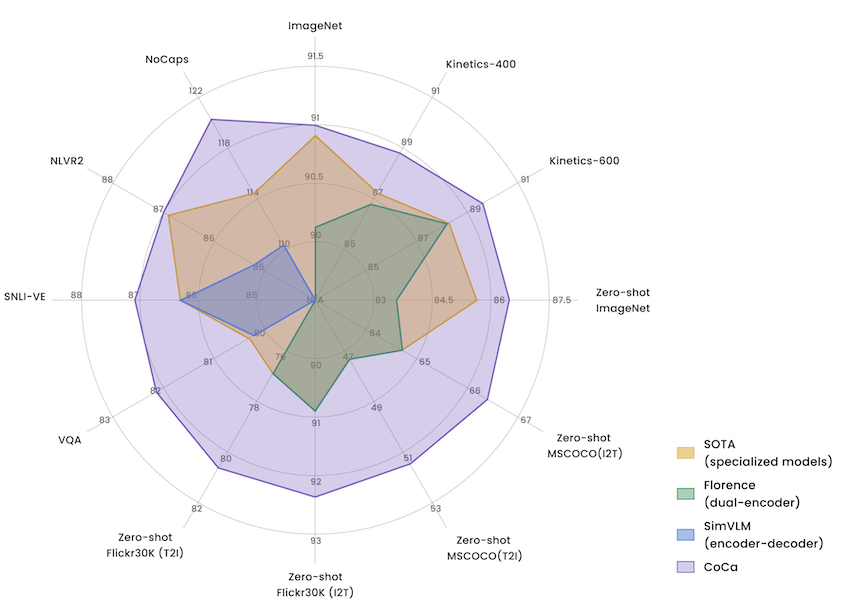 ImageNet
91.5
NoCaps
Kinetics-400
122
91
91
118
89
NLVR2
Kinetics-600
88
91
90.5
114
87
87
89
86
90
87
110
85
85
85
SNLI-VE
88
87
86
85
N/A
83
84.5
86
87.5
Zero-shot
ImageNet
80
64
81
76
90
47
65
82
78
91
49
66
83
67
VQA
80
92
51
Zero-shot
MSCOCO(I2T)
82
93
53
Zero-shot
Flickr30K (T2I)
Zero-shot
MSCOCO(T2I)
Zero-shot
Flickr30K (I2T)
SOTA
(specialized models)
Florence
(dual-encoder)
SimVLM
(encoder-decoder)
CoCa